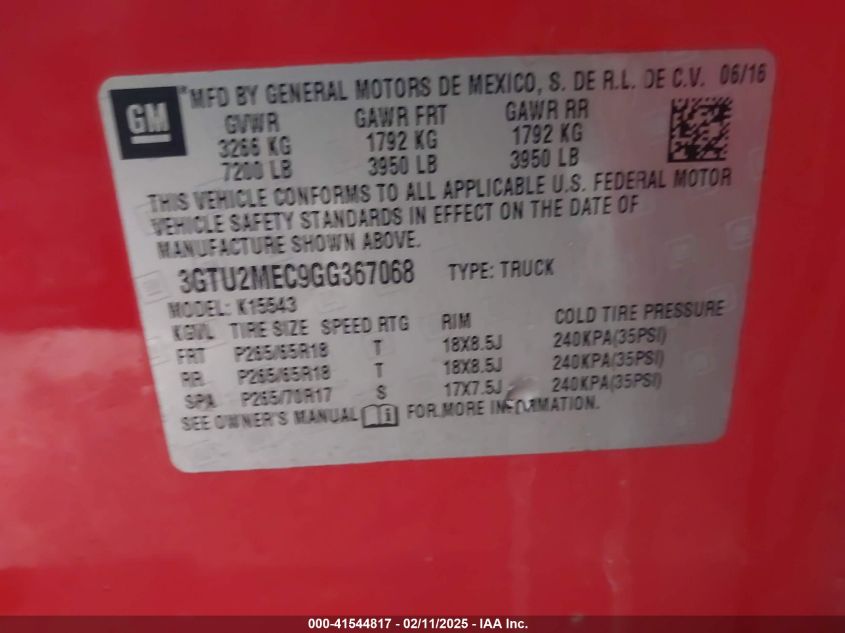 GM
MFD BY GENERAL MOTORS DE MEXICO, S. DE R.L. DE C.V. 06/16
GVWR GAWR FRT GAWR RR
3266 KG 1792 KG 1792 KG
7200 LB 3950 LB 3950 LB
THIS VEHICLE CONFORMS TO ALL APPLICABLE U.S. FEDERAL MOTOR
VEHICLE SAFETY STANDARDS IN EFFECT ON THE DATE OF
MANUFACTURE SHOWN ABOVE.
3GTU2MEC9GG367068 TYPE: TRUCK
MODEL: K15543
KGVL TIRE SIZE SPEED RTG RIM COLD TIRE PRESSURE
FRT P265/65R18 T 18X8.5J 240KPA(35PSI)
RR P265/65R18 T 18X8.5J 240KPA(35PSI)
SPA P265/70R17 S 17X7.5J 240KPA(35PSI)
SEE OWNER'S MANUAL FOR MORE INFORMATION.
000-41544817 - 02/11/2025 - IAA Inc.